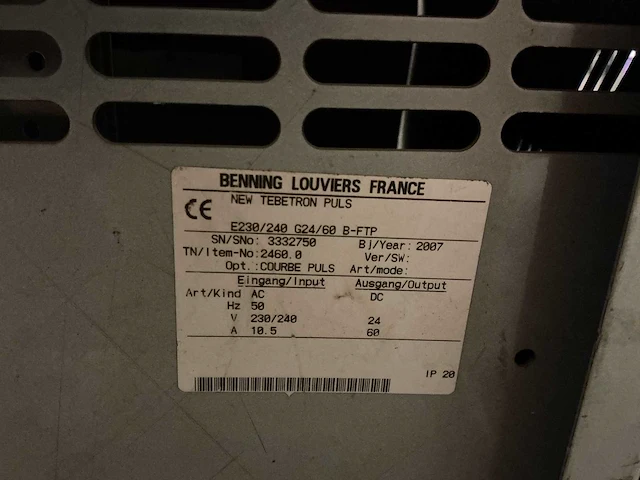 BENNING LOUVIERS FRANCE
CE NEW TEBETRON PULS
E230/240 G24/60 B-FTP
SN/SNo: 3332750 Bj/Year: 2007
TN/Item-No:2460.0 Ver/SW:
Opt.:COURBE PULS Art/mode:
Eingang/Input Ausgang/Output
Art/Kind AC DC
Hz 50
V 230/240 24
A 10.5 60
IP 20